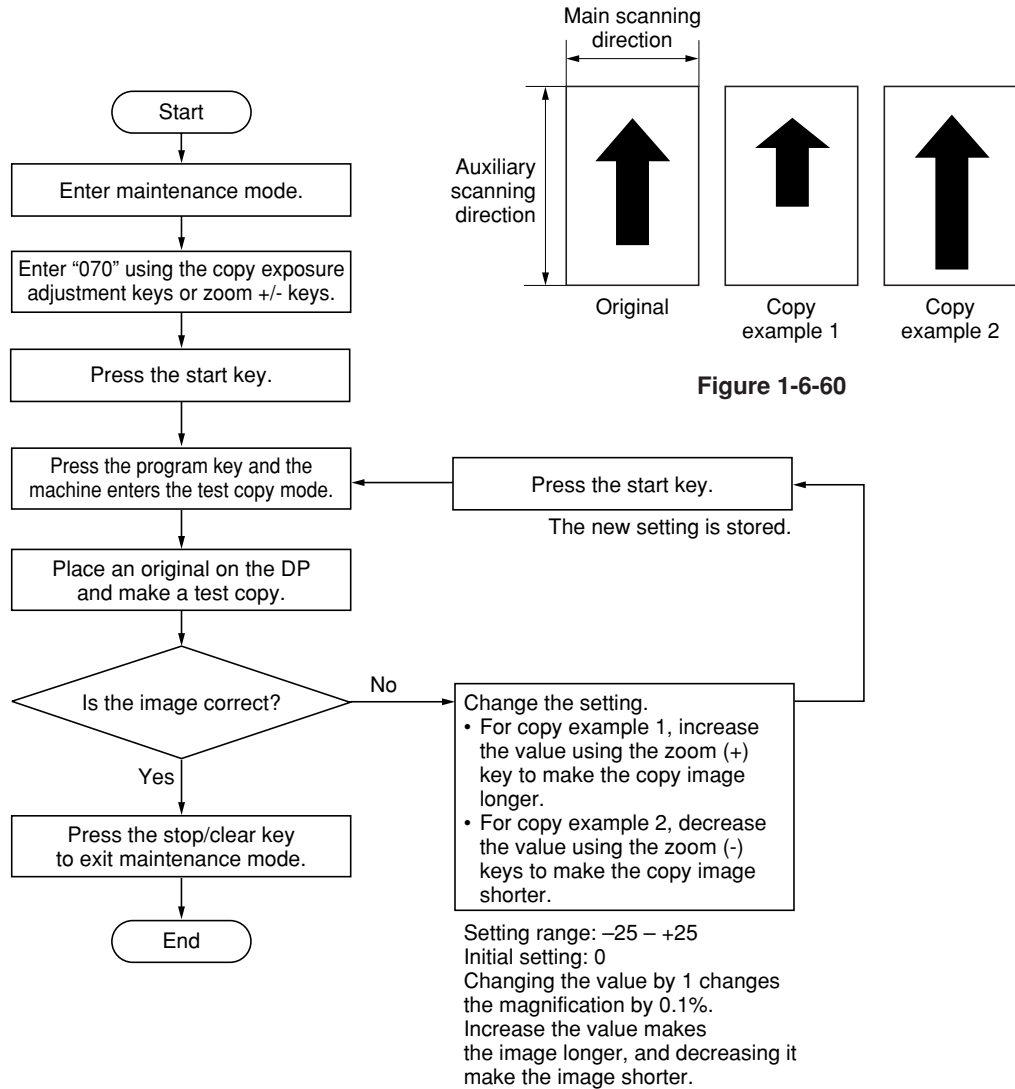 Start
Enter maintenance mode.
Enter “070” using the copy exposure
adjustment keys or zoom +/- keys.
Press the start key.
Press the program key and the
machine enters the test copy mode.
Place an original on the DP
and make a test copy.
Is the image correct?
Yes
No
Press the stop/clear key
to exit maintenance mode.
End
Change the setting.
• For copy example 1, increase
the value using the zoom (+)
key to make the copy image
longer.
• For copy example 2, decrease
the value using the zoom (-)
keys to make the copy image
shorter.
Setting range: –25 – +25
Initial setting: 0
Changing the value by 1 changes
the magnification by 0.1%.
Increase the value makes
the image longer, and decreasing it
make the image shorter.
Press the start key.
The new setting is stored.
Main scanning
direction
Auxiliary
scanning
direction
Original
Copy
example 1
Copy
example 2
Figure 1-6-60